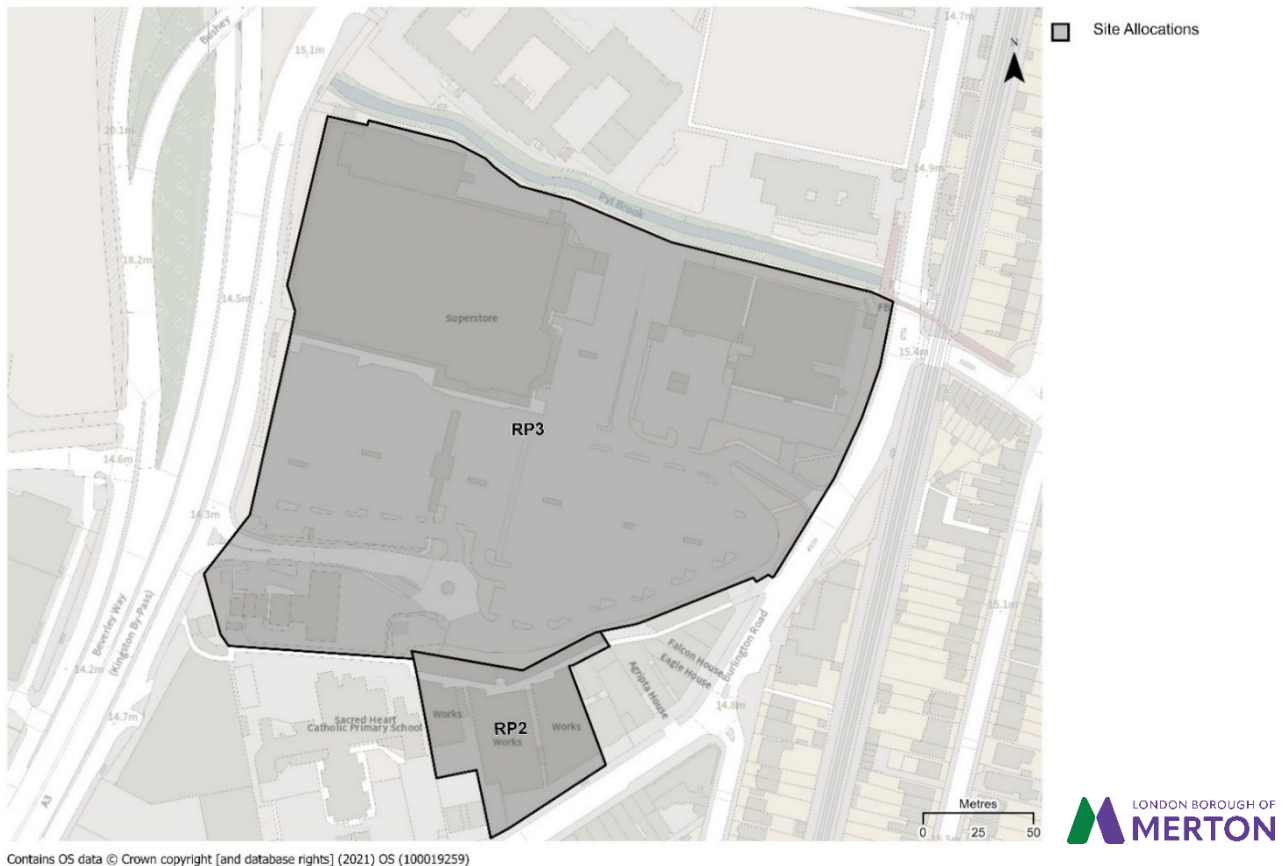 Site Allocations
N
Bushey
15.1m
14.7m
20.1m
14.9m
Pyl Brook
18.2m
14.5m
Superstore
FB
15.4m
RP3
14.6m
14.3m
Beverley Way
(Kingston By-Pass)
15.1m
14.2m
Burlington Road
Falcon House
Eagle House
Agripta House
14.8m
14.7m
Sacred Heart
Catholic Primary School
Works
RP2
Works
Works
A3
Metres
0 25 50
15.5m
LONDON BOROUGH OF
MERTON
Contains OS data © Crown copyright [and database rights] (2021) OS (100019259)